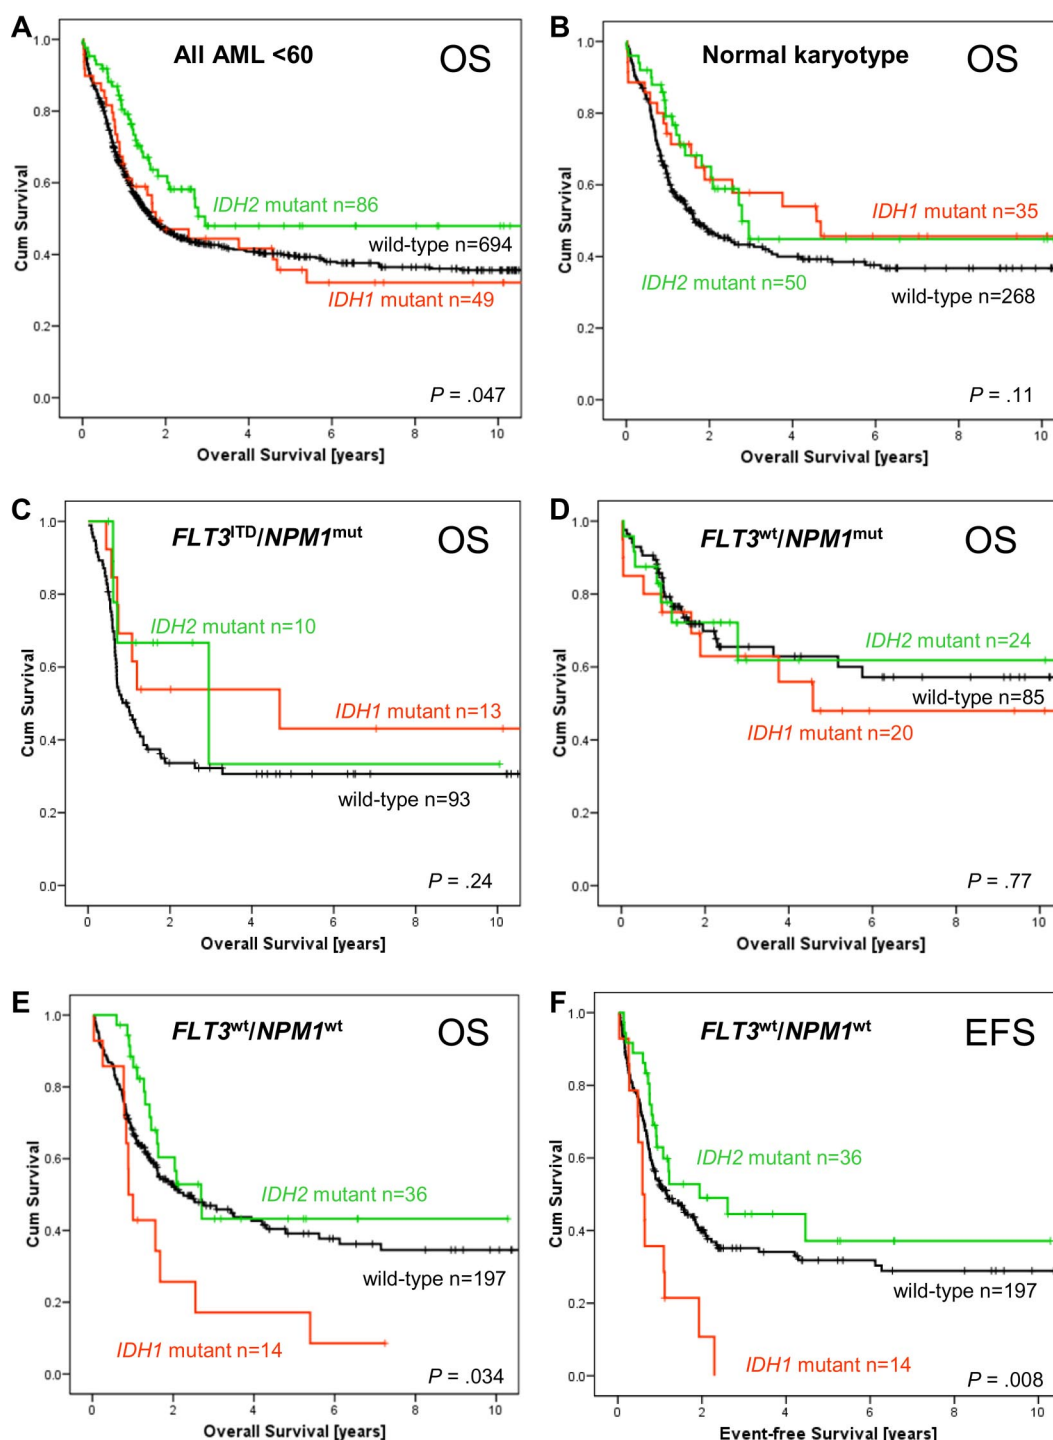 A
All AML <60
OS
Cum Survival
1.0
0.8
0.6
0.4
0.2
0.0
IDH2 mutant n=86
wild-type n=694
IDH1 mutant n=49
P = .047
0 2 4 6 8 10
Overall Survival [years]
B
Normal karyotype
OS
Cum Survival
1.0
0.8
0.6
0.4
0.2
0.0
IDH1 mutant n=35
IDH2 mutant n=50
wild-type n=268
P = .11
0 2 4 6 8 10
Overall Survival [years]
C
FLT3ITD/NPM1mut
OS
Cum Survival
1.0
0.8
0.6
0.4
0.2
0.0
IDH2 mutant n=10
IDH1 mutant n=13
wild-type n=93
P = .24
0 2 4 6 8 10
Overall Survival [years]
D
FLT3wt/NPM1mut
OS
Cum Survival
1.0
0.8
0.6
0.4
0.2
0.0
IDH2 mutant n=24
wild-type n=85
IDH1 mutant n=20
P = .77
0 2 4 6 8 10
Overall Survival [years]
E
FLT3wt/NPM1wt
OS
Cum Survival
1.0
0.8
0.6
0.4
0.2
0.0
IDH2 mutant n=36
wild-type n=197
IDH1 mutant n=14
P = .034
0 2 4 6 8 10
Overall Survival [years]
F
FLT3wt/NPM1wt
EFS
Cum Survival
1.0
0.8
0.6
0.4
0.2
0.0
IDH2 mutant n=36
wild-type n=197
IDH1 mutant n=14
P = .008
0 2 4 6 8 10
Event-free Survival [years]